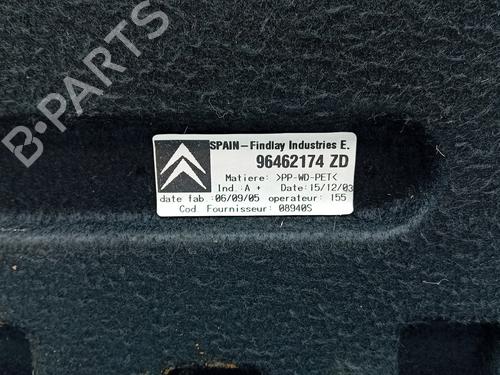 B-PARTS
SPAIN-Findlay Industries E.
96462174 ZD
Matiere: >PP-WD-PET<
Ind.:A + Date:15/12/03
date fab :06/09/05 operateur: 155
Cod Fournisseur: 08940S